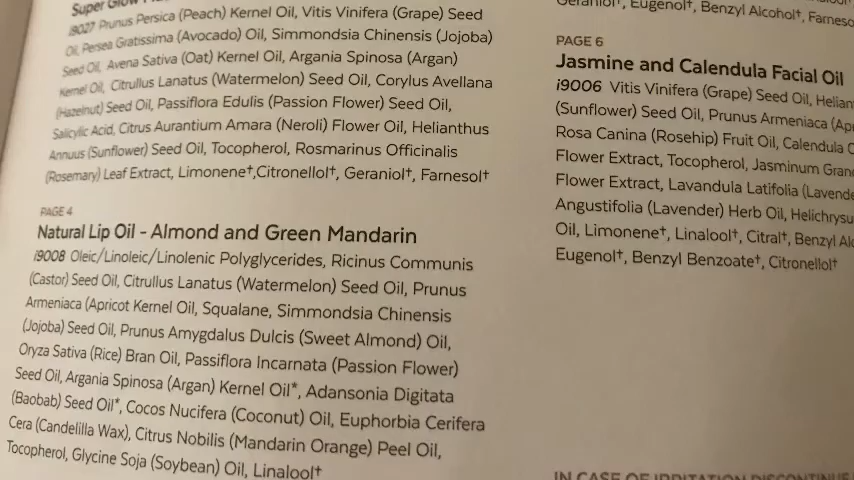 Super Glow
i9027 Prunus Persica (Peach) Kernel Oil, Vitis Vinifera (Grape) Seed
Oil, Persea Gratissima (Avocado) Oil, Simmondsia Chinensis (Jojoba)
Seed Oil, Avena Sativa (Oat) Kernel Oil, Argania Spinosa (Argan)
Kernel Oil, Citrullus Lanatus (Watermelon) Seed Oil, Corylus Avellana
(Hazelnut) Seed Oil, Passiflora Edulis (Passion Flower) Seed Oil,
Salicylic Acid, Citrus Aurantium Amara (Neroli) Flower Oil, Helianthus
Annuus (Sunflower) Seed Oil, Tocopherol, Rosmarinus Officinalis
(Rosemary) Leaf Extract, Limonene†,Citronellol†, Geraniol†, Farnesol†
PAGE 4
Natural Lip Oil - Almond and Green Mandarin
i9008 Oleic/Linoleic/Linolenic Polyglycerides, Ricinus Communis
(Castor) Seed Oil, Citrullus Lanatus (Watermelon) Seed Oil, Prunus
Armeniaca (Apricot Kernel Oil, Squalane, Simmondsia Chinensis
(Jojoba) Seed Oil, Prunus Amygdalus Dulcis (Sweet Almond) Oil,
Oryza Sativa (Rice) Bran Oil, Passiflora Incarnata (Passion Flower)
Seed Oil, Argania Spinosa (Argan) Kernel Oil*, Adansonia Digitata
(Baobab) Seed Oil*, Cocos Nucifera (Coconut) Oil, Euphorbia Cerifera
Cera (Candelilla Wax), Citrus Nobilis (Mandarin Orange) Peel Oil,
Tocopherol, Glycine Soja (Soybean) Oil, Linalool†
Geraniol†, Eugenol†, Benzyl Alcohol†, Farneso
PAGE 6
Jasmine and Calendula Facial Oil
i9006 Vitis Vinifera (Grape) Seed Oil, Helian
(Sunflower) Seed Oil, Prunus Armeniaca (Ap
Rosa Canina (Rosehip) Fruit Oil, Calendula
Flower Extract, Tocopherol, Jasminum Gran
Flower Extract, Lavandula Latifolia (Lavende
Angustifolia (Lavender) Herb Oil, Helichrysu
Oil, Limonene†, Linalool†, Citral†, Benzyl Al
Eugenol†, Benzyl Benzoate†, Citronellol†
IN CASE OF IRRITATION DISCONTINUE